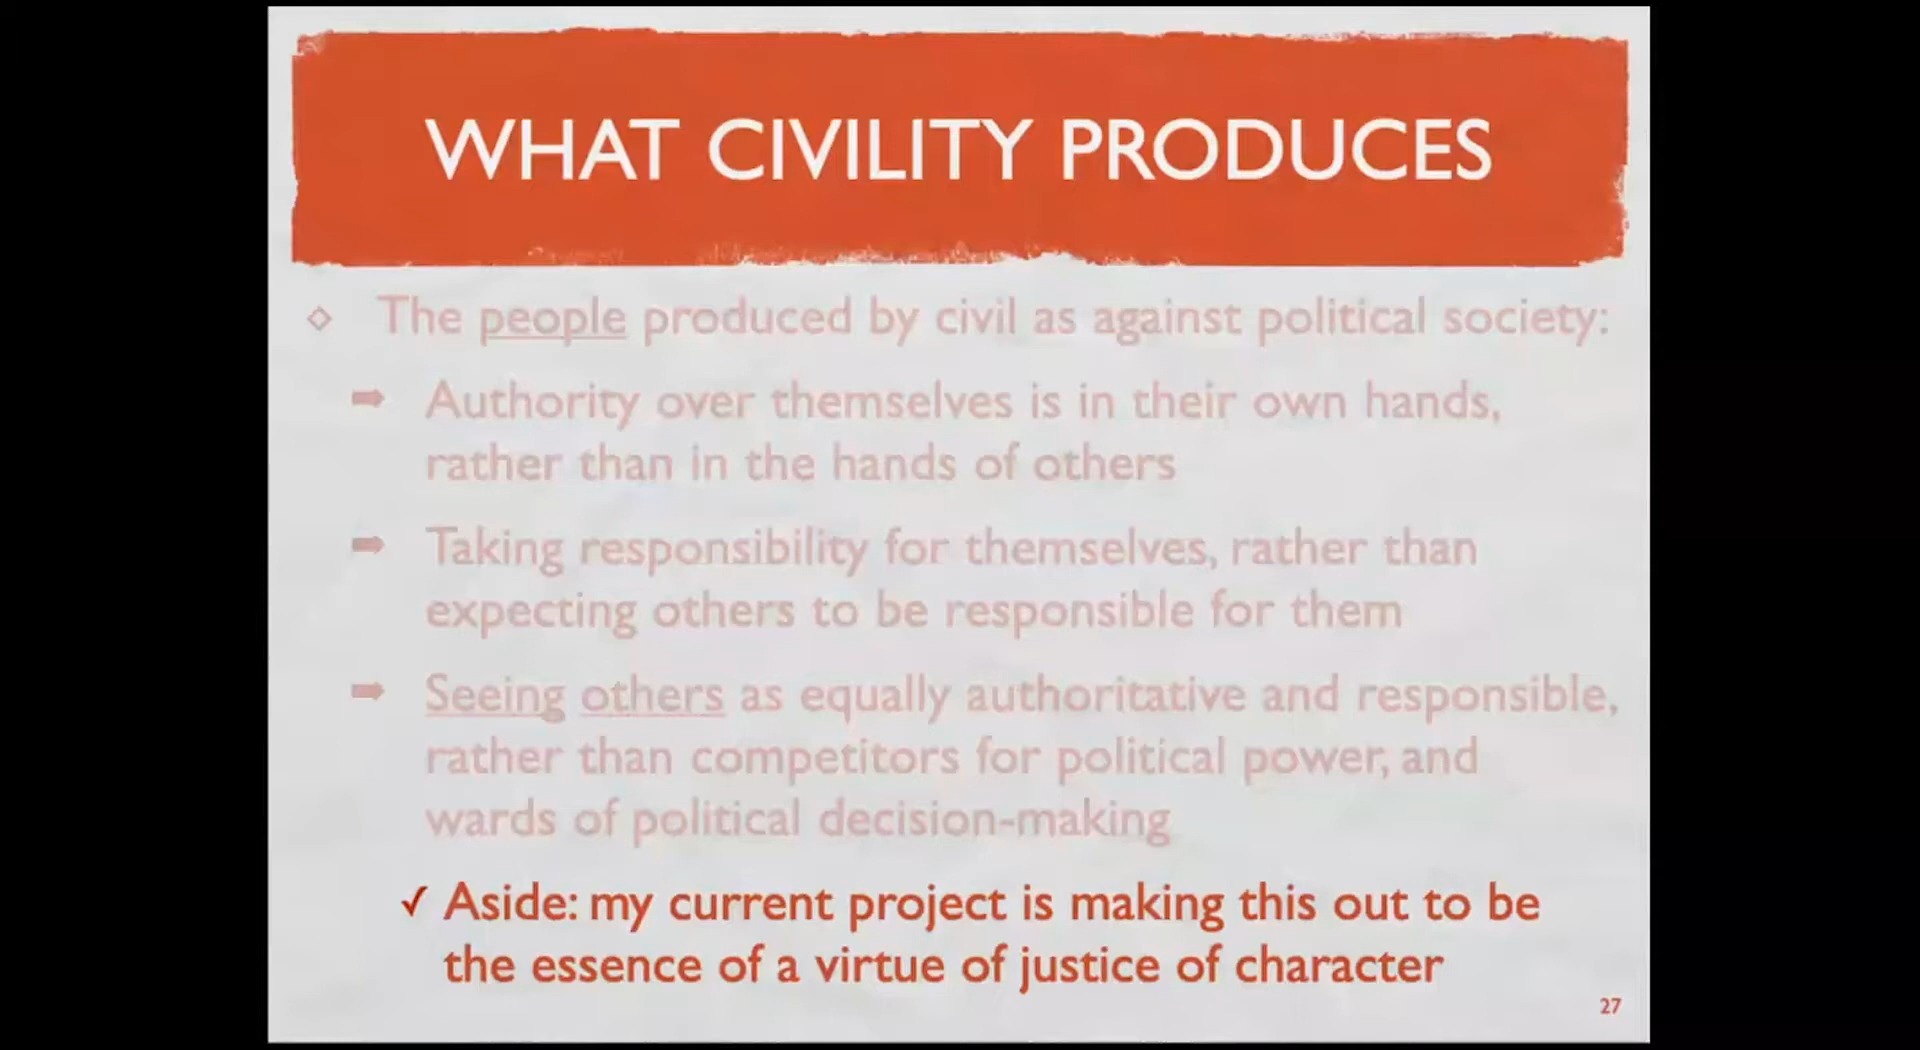 WHAT CIVILITY PRODUCES
◇ The people produced by civil as against political society:
➡ Authority over themselves is in their own hands,
rather than in the hands of others
➡ Taking responsibility for themselves, rather than
expecting others to be responsible for them
➡ Seeing others as equally authoritative and responsible,
rather than competitors for political power, and
wards of political decision-making
✓ Aside: my current project is making this out to be
the essence of a virtue of justice of character
27